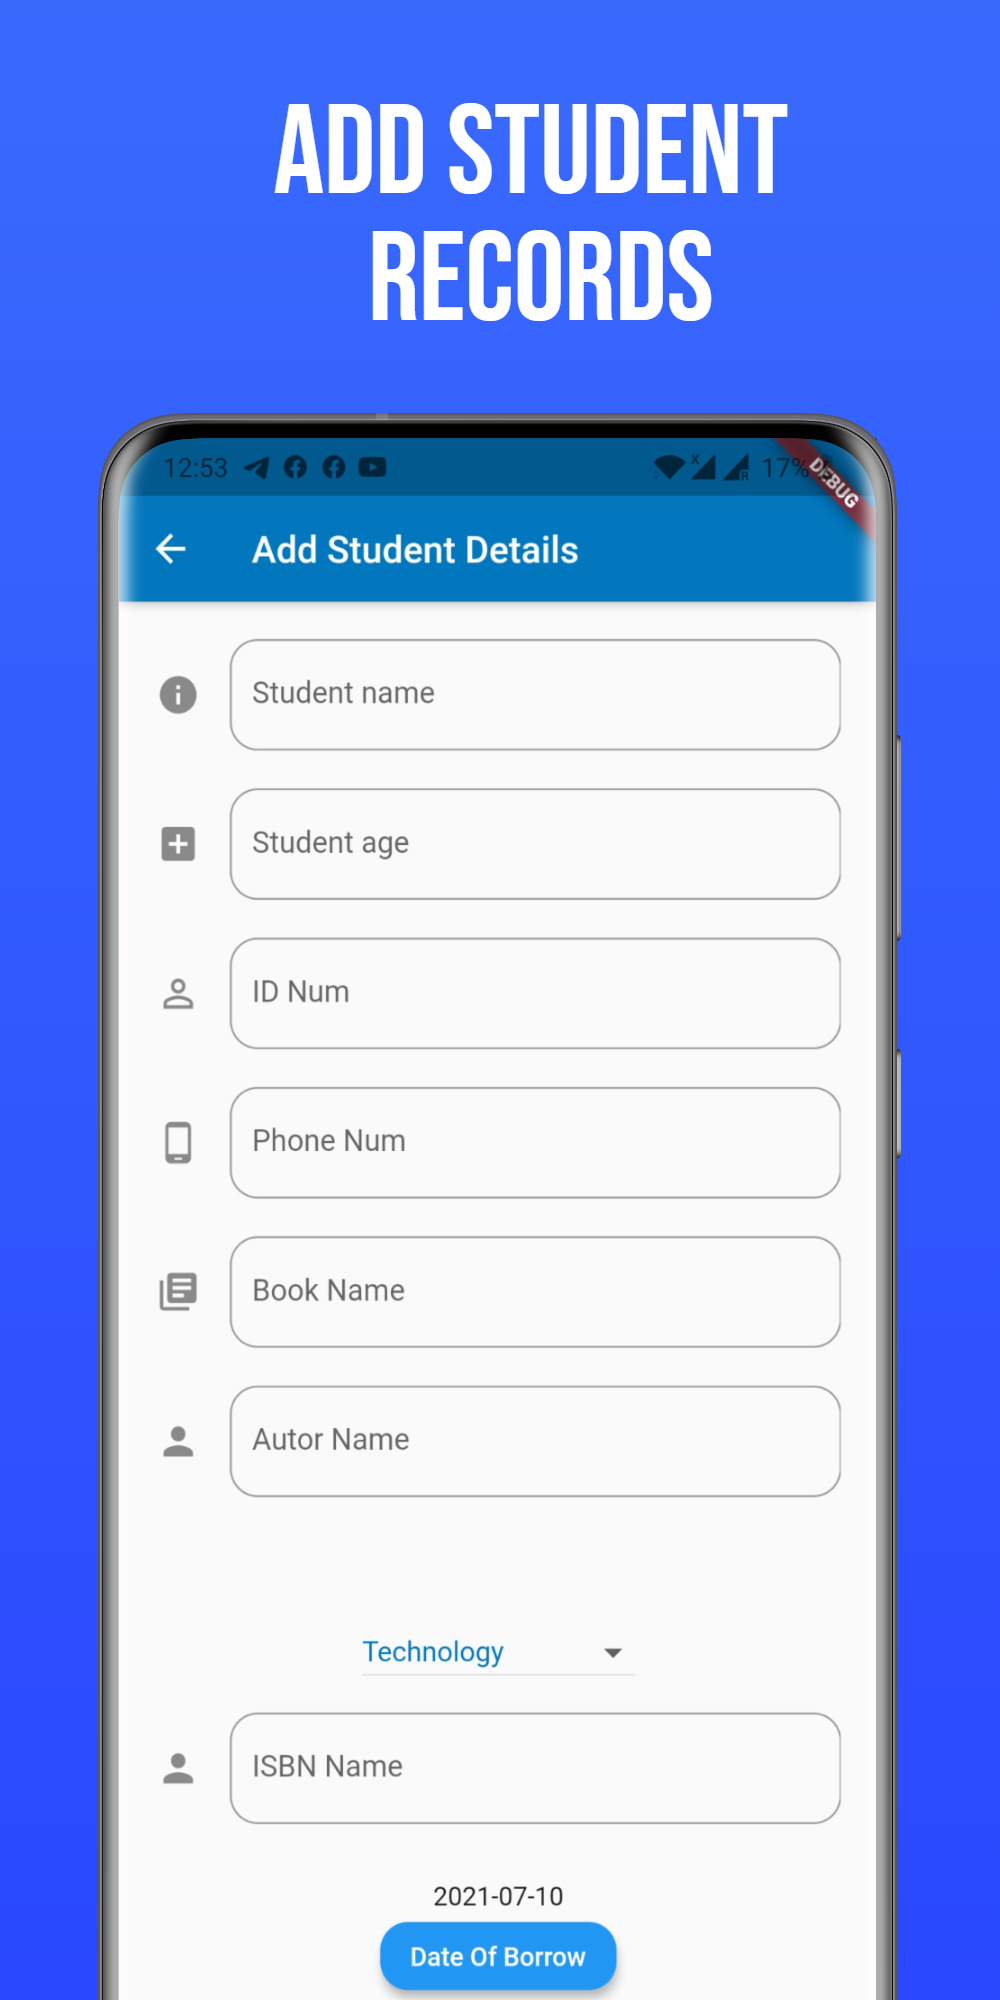 ADD STUDENT
RECORDS
12:53
X
R
17%
DEBUG
Add Student Details
Student name
Student age
ID Num
Phone Num
Book Name
Autor Name
Technology
ISBN Name
2021-07-10
Date Of Borrow